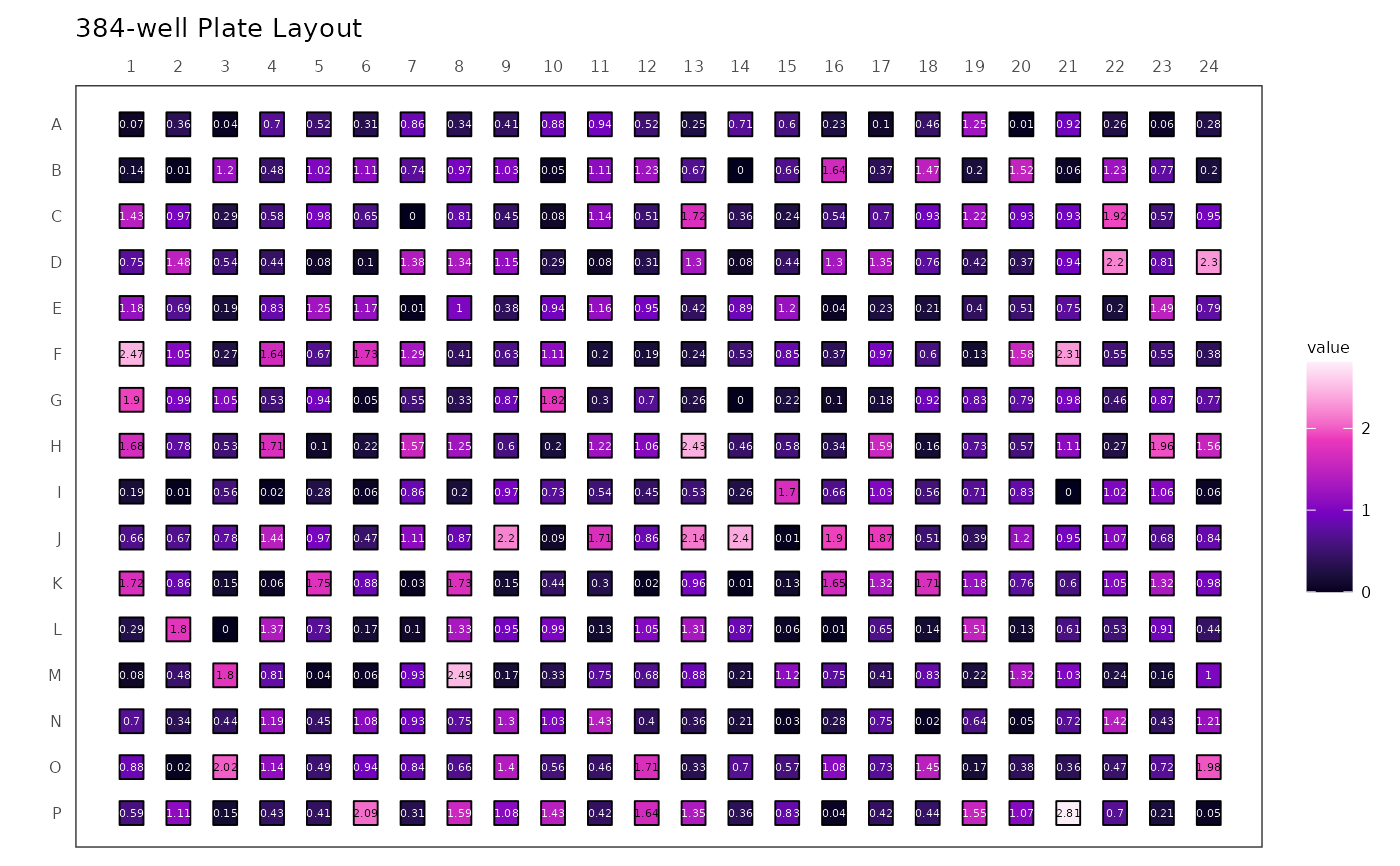 384-well Plate Layout
1 2 3 4 5 6 7 8 9 10 11 12 13 14 15 16 17 18 19 20 21 22 23 24
A 0.07 0.36 0.04 0.7 0.52 0.31 0.86 0.34 0.41 0.88 0.94 0.52 0.25 0.71 0.6 0.23 0.1 0.46 1.25 0.01 0.92 0.26 0.06 0.28
B 0.14 0.01 1.2 0.48 1.02 1.11 0.74 0.97 1.03 0.05 1.11 1.23 0.67 0 0.66 1.64 0.37 1.47 0.2 1.52 0.06 1.23 0.77 0.2
C 1.43 0.97 0.29 0.58 0.98 0.65 0 0.81 0.45 0.08 1.14 0.51 1.72 0.36 0.24 0.54 0.7 0.93 1.22 0.93 0.93 1.92 0.57 0.95
D 0.75 1.48 0.54 0.44 0.08 0.1 1.38 1.34 1.15 0.29 0.08 0.31 1.3 0.08 0.44 1.3 1.35 0.76 0.42 0.37 0.94 2.2 0.81 2.3
E 1.18 0.69 0.19 0.83 1.25 1.17 0.01 1 0.38 0.94 1.16 0.95 0.42 0.89 1.2 0.04 0.23 0.21 0.4 0.51 0.75 0.2 1.49 0.79
F 2.47 1.05 0.27 1.64 0.67 1.73 1.29 0.41 0.63 1.11 0.2 0.19 0.24 0.53 0.85 0.37 0.97 0.6 0.13 1.58 2.31 0.55 0.55 0.38
G 1.9 0.99 1.05 0.53 0.94 0.05 0.55 0.33 0.87 1.82 0.3 0.7 0.26 0 0.22 0.1 0.18 0.92 0.83 0.79 0.98 0.46 0.87 0.77
H 1.68 0.78 0.53 1.71 0.1 0.22 1.57 1.25 0.6 0.2 1.22 1.06 2.43 0.46 0.58 0.34 1.59 0.16 0.73 0.57 1.11 0.27 1.96 1.56
I 0.19 0.01 0.56 0.02 0.28 0.06 0.86 0.2 0.97 0.73 0.54 0.45 0.53 0.26 1.7 0.66 1.03 0.56 0.71 0.83 0 1.02 1.06 0.06
J 0.66 0.67 0.78 1.44 0.97 0.47 1.11 0.87 2.2 0.09 1.71 0.86 2.14 2.4 0.01 1.9 1.87 0.51 0.39 1.2 0.95 1.07 0.68 0.84
K 1.72 0.86 0.15 0.06 1.75 0.88 0.03 1.73 0.15 0.44 0.3 0.02 0.96 0.01 0.13 1.65 1.32 1.71 1.18 0.76 0.6 1.05 1.32 0.98
L 0.29 1.8 0 1.37 0.73 0.17 0.1 1.33 0.95 0.99 0.13 1.05 1.31 0.87 0.06 0.01 0.65 0.14 1.51 0.13 0.61 0.53 0.91 0.44
M 0.08 0.48 1.8 0.81 0.04 0.06 0.93 2.49 0.17 0.33 0.75 0.68 0.88 0.21 1.12 0.75 0.41 0.83 0.22 1.32 1.03 0.24 0.16 1
N 0.7 0.34 0.44 1.19 0.45 1.08 0.93 0.75 1.3 1.03 1.43 0.4 0.36 0.21 0.03 0.28 0.75 0.02 0.64 0.05 0.72 1.42 0.43 1.21
O 0.88 0.02 2.02 1.14 0.49 0.94 0.84 0.66 1.4 0.56 0.46 1.71 0.33 0.7 0.57 1.08 0.73 1.45 0.17 0.38 0.36 0.47 0.72 1.98
P 0.59 1.11 0.15 0.43 0.41 2.09 0.31 1.59 1.08 1.43 0.42 1.64 1.35 0.36 0.83 0.04 0.42 0.44 1.55 1.07 2.81 0.7 0.21 0.05
value
2
1
0